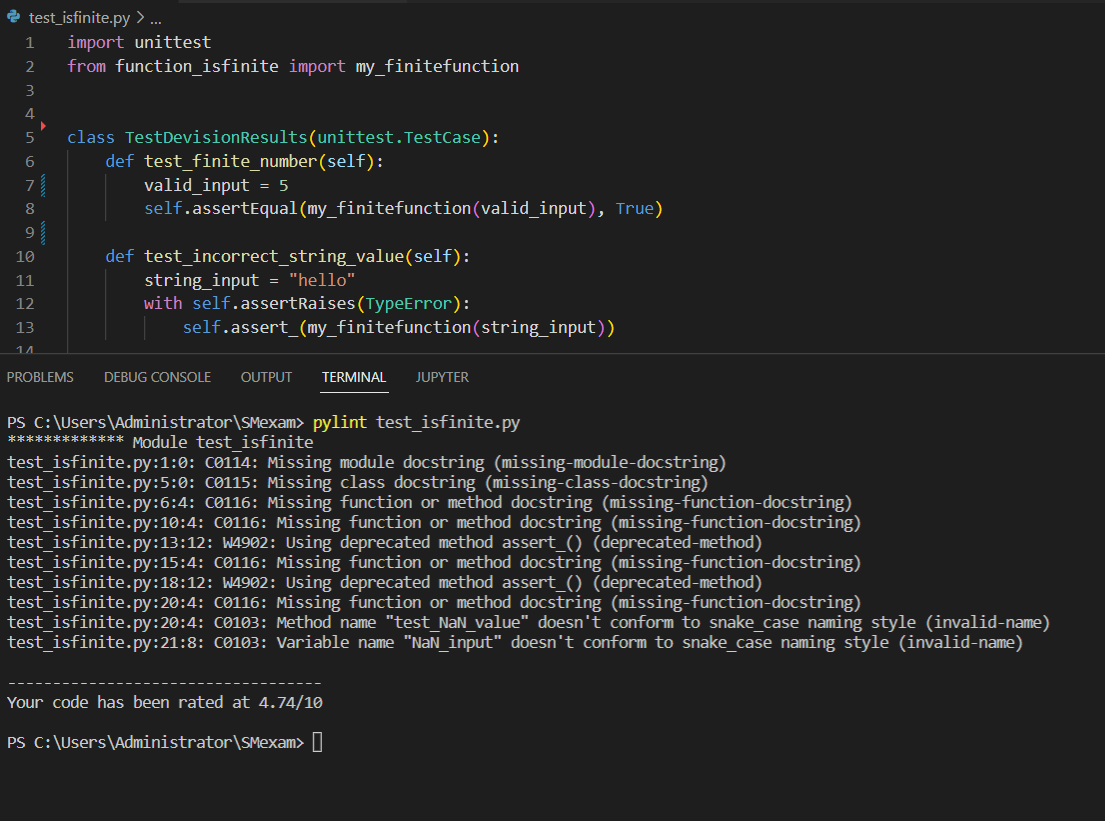 test_isfinite.py > ...
1 import unittest
2 from function_isfinite import my_finitefunction
3
4
5 class TestDevisionResults(unittest.TestCase):
6 def test_finite_number(self):
7 valid_input = 5
8 self.assertEqual(my_finitefunction(valid_input), True)
9
10 def test_incorrect_string_value(self):
11 string_input = "hello"
12 with self.assertRaises(TypeError):
13 self.assert_(my_finitefunction(string_input))
14
PROBLEMS DEBUG CONSOLE OUTPUT TERMINAL JUPYTER
PS C:\Users\Administrator\SMexam> pylint test_isfinite.py
************* Module test_isfinite
test_isfinite.py:1:0: C0114: Missing module docstring (missing-module-docstring)
test_isfinite.py:5:0: C0115: Missing class docstring (missing-class-docstring)
test_isfinite.py:6:4: C0116: Missing function or method docstring (missing-function-docstring)
test_isfinite.py:10:4: C0116: Missing function or method docstring (missing-function-docstring)
test_isfinite.py:13:12: W4902: Using deprecated method assert_() (deprecated-method)
test_isfinite.py:15:4: C0116: Missing function or method docstring (missing-function-docstring)
test_isfinite.py:18:12: W4902: Using deprecated method assert_() (deprecated-method)
test_isfinite.py:20:4: C0116: Missing function or method docstring (missing-function-docstring)
test_isfinite.py:20:4: C0103: Method name "test_NaN_value" doesn't conform to snake_case naming style (invalid-name)
test_isfinite.py:21:8: C0103: Variable name "NaN_input" doesn't conform to snake_case naming style (invalid-name)
-----------------------------------
Your code has been rated at 4.74/10
PS C:\Users\Administrator\SMexam>